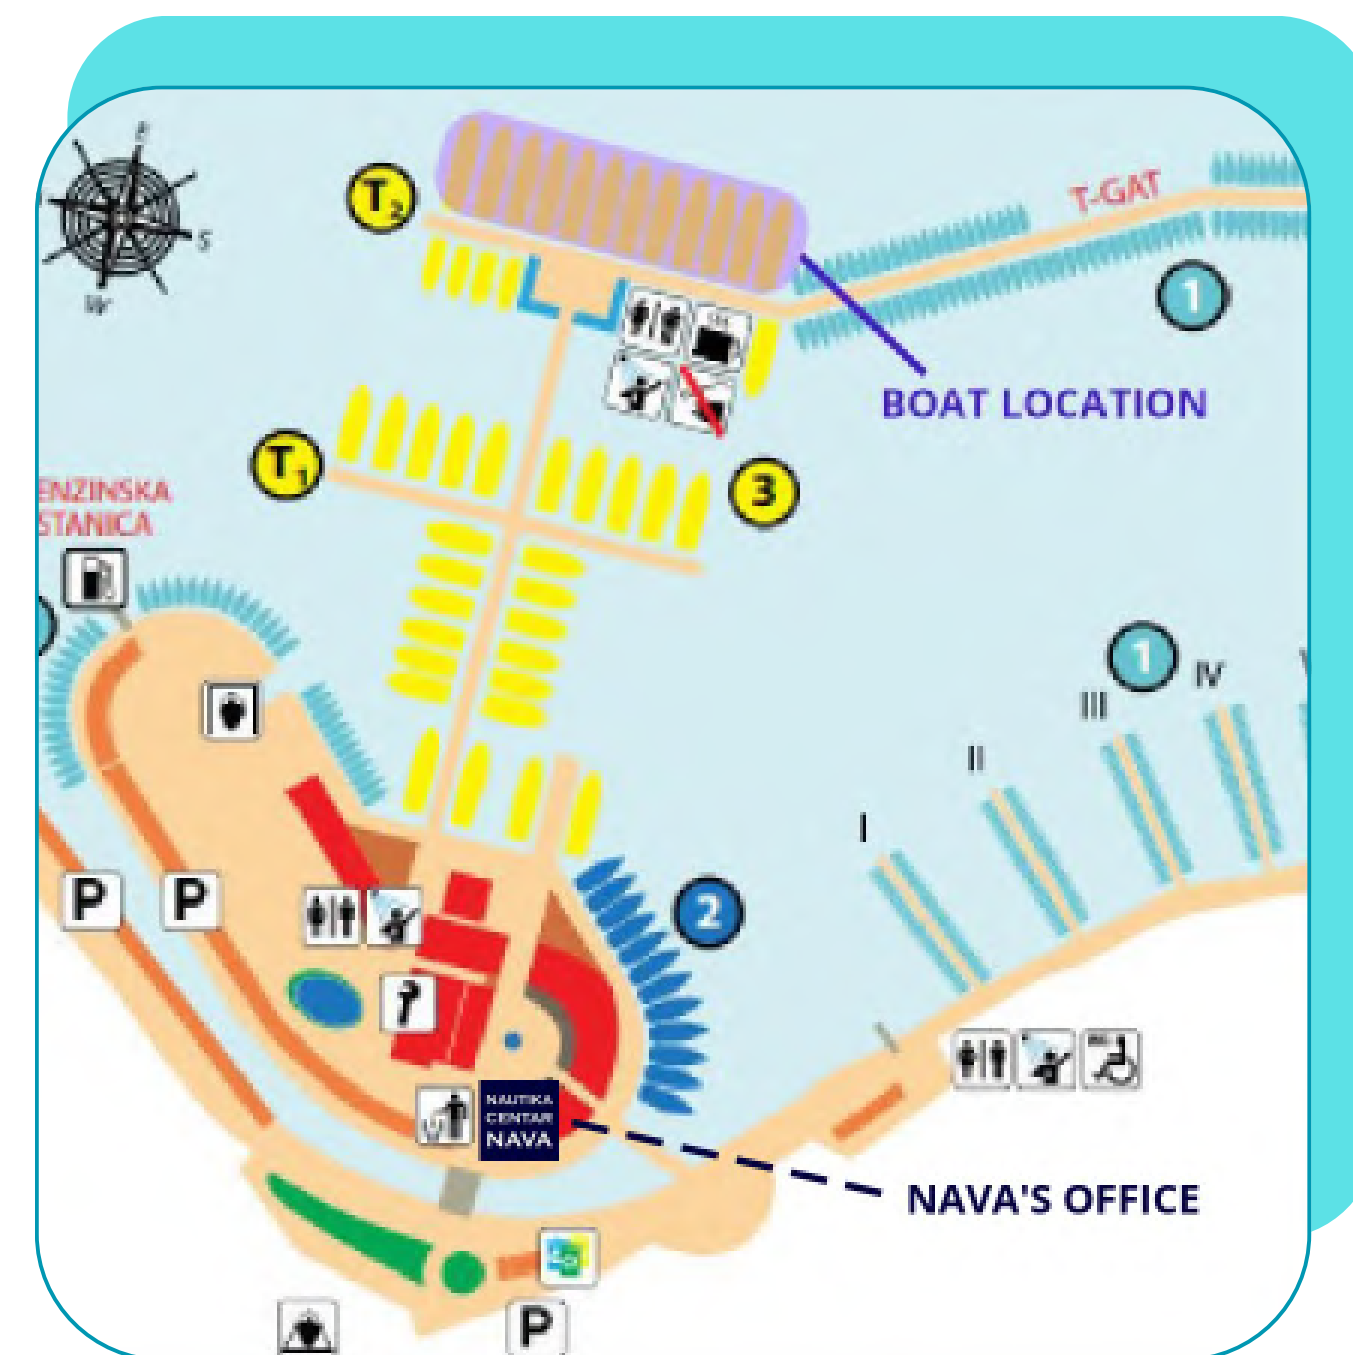 E
S
W
T2
T-GAT
1
BOAT LOCATION
T1
3
ENZINSKA
STANICA
1
IV
III
II
I
P
P
2
NAUTIKA
CENTAR
NAVA
NAVA'S OFFICE
P